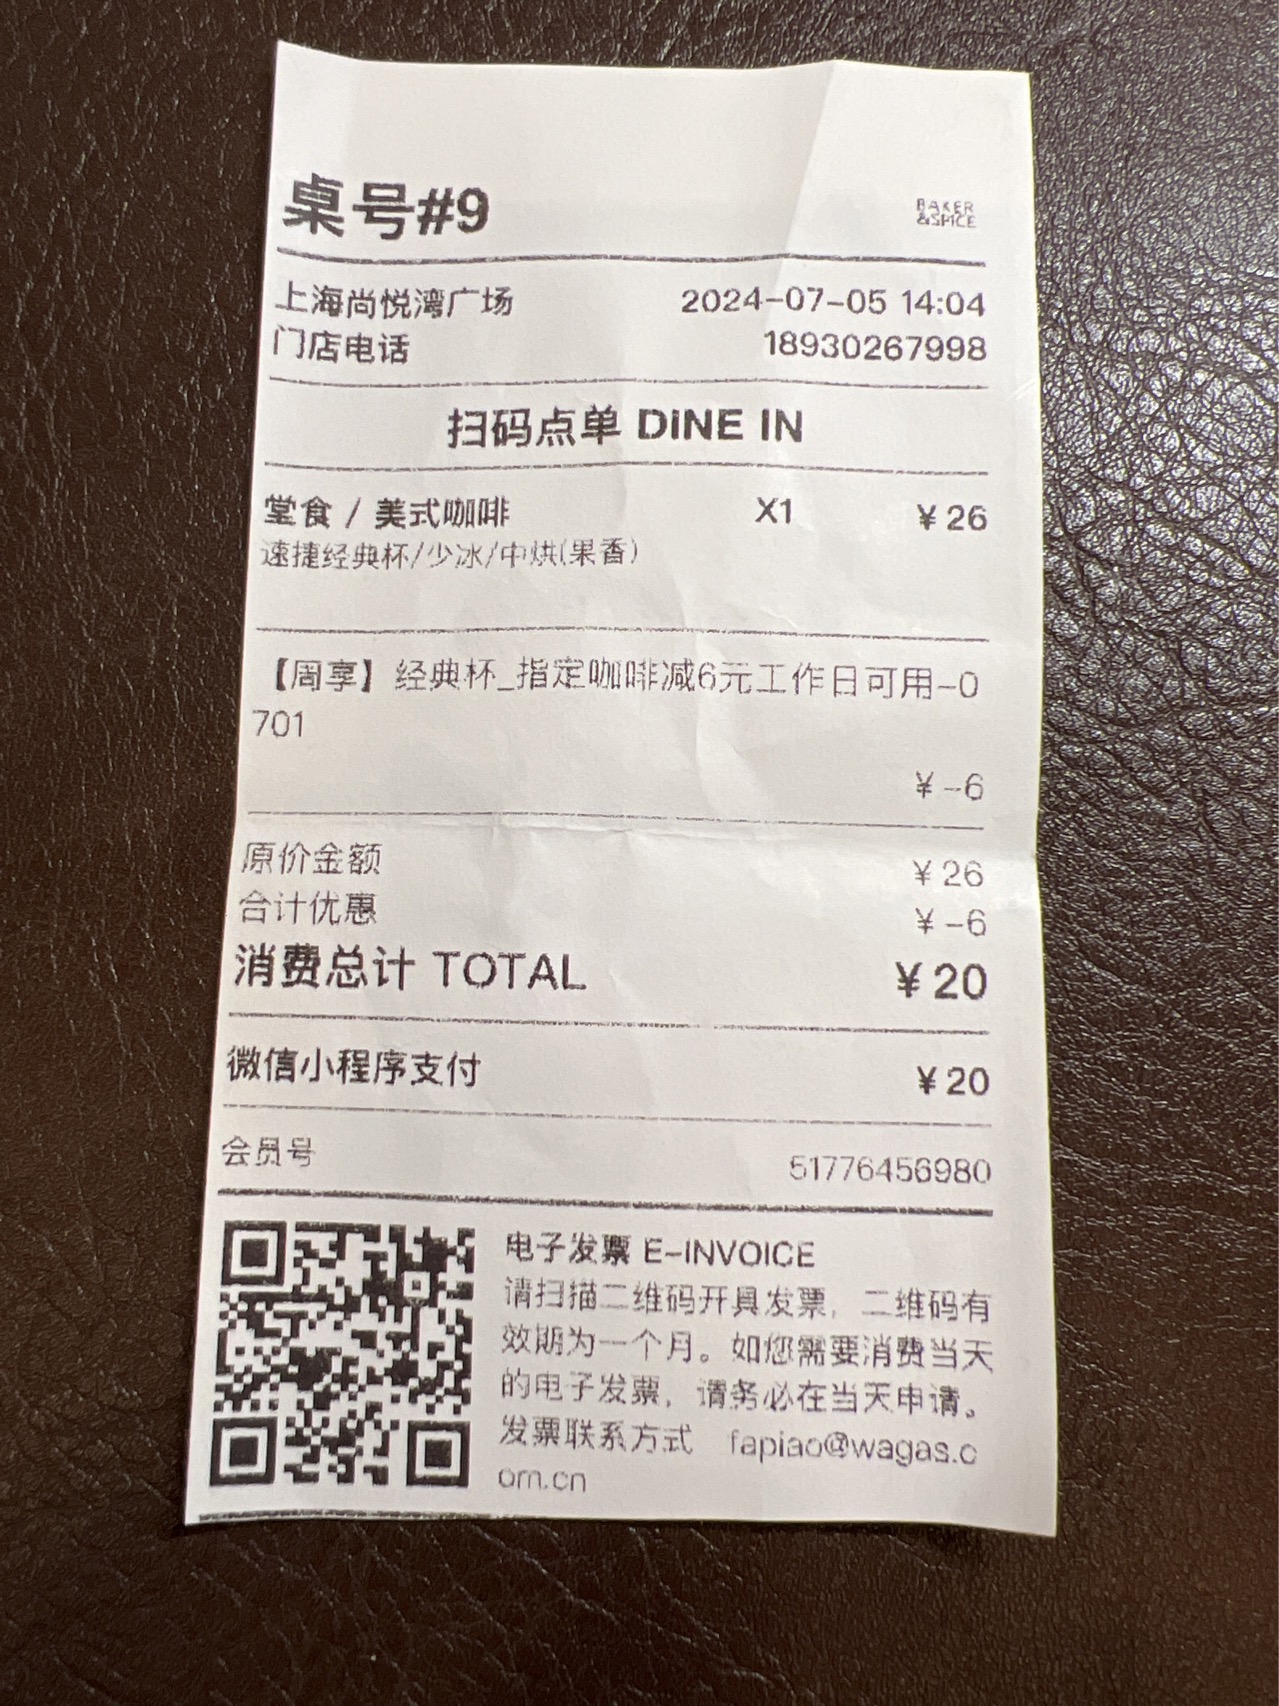 桌号#9
BAKER
&SPICE
上海尚悦湾广场 2024-07-05 14:04
门店电话 18930267998
扫码点单 DINE IN
堂食 / 美式咖啡 X1 ¥26
速捷经典杯/少冰/中烘(果香)
【周享】经典杯_指定咖啡减6元工作日可用-0
701
¥-6
原价金额 ¥26
合计优惠 ¥-6
消费总计 TOTAL ¥20
微信小程序支付 ¥20
会员号 51776456980
电子发票 E-INVOICE
请扫描二维码开具发票，二维码有
效期为一个月。如您需要消费当天
的电子发票，请务必在当天申请。
发票联系方式 fapiao@wagas.c
om.cn